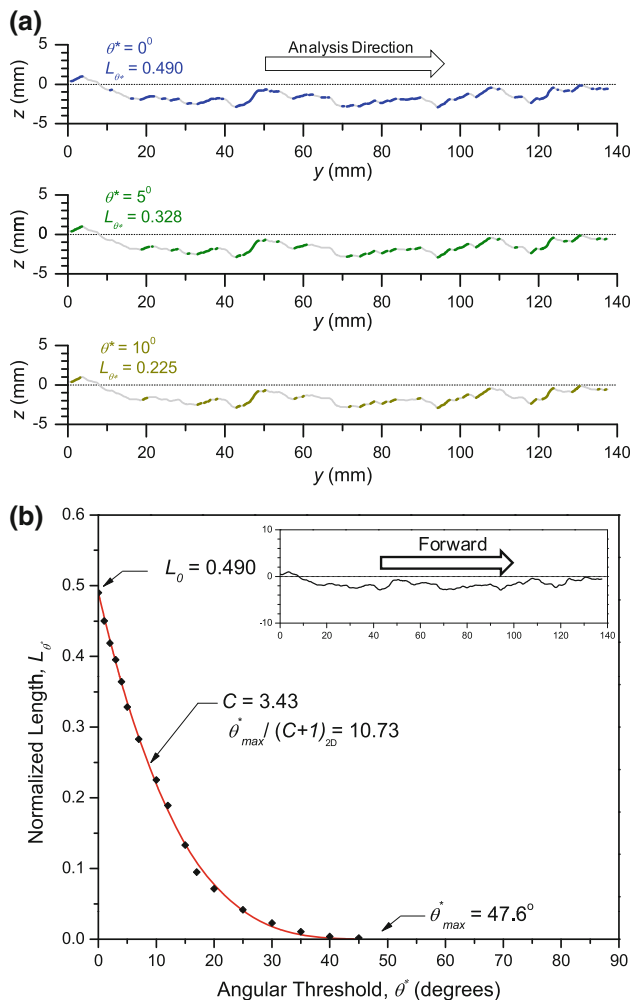 (a)
θ* = 0⁰
L_θ* = 0.490
Analysis Direction
5
0
-5
z (mm)
0 20 40 60 80 100 120 140
y (mm)
θ* = 5⁰
L_θ* = 0.328
5
0
-5
z (mm)
0 20 40 60 80 100 120 140
y (mm)
θ* = 10⁰
L_θ* = 0.225
5
0
-5
z (mm)
0 20 40 60 80 100 120 140
y (mm)
(b)
0.6
0.5
0.4
0.3
0.2
0.1
0.0
Normalized Length, L_θ*
L₀ = 0.490
10
0
-10
Forward
0 20 40 60 80 100 120 140
C = 3.43
θ*max / (C+1)2D = 10.73
θ*max = 47.6°
0 10 20 30 40 50 60 70 80 90
Angular Threshold, θ* (degrees)